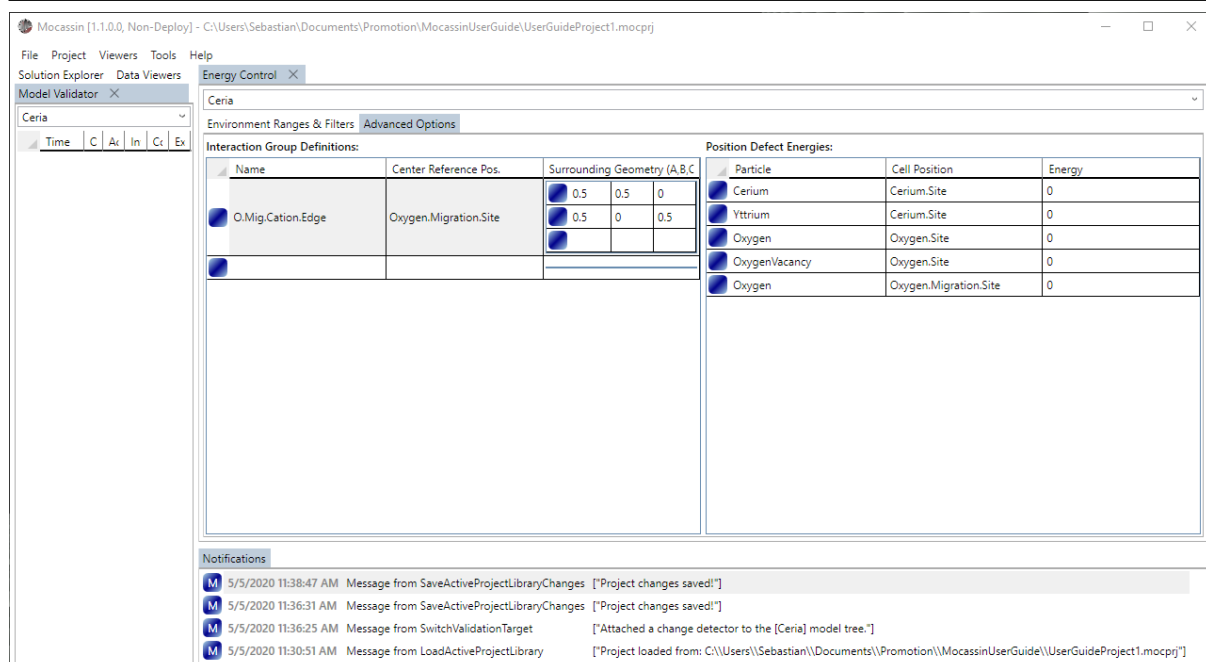 Mocassin [1.1.0.0, Non-Deploy] - C:\Users\Sebastian\Documents\Promotion\MocassinUserGuide\UserGuideProject1.mocprj
File Project Viewers Tools Help
Solution Explorer Data Viewers
Energy Control
Model Validator
Ceria
Ceria
Time C Ac In Cc Ex
Environment Ranges & Filters Advanced Options
Interaction Group Definitions:
Name Center Reference Pos. Surrounding Geometry (A,B,C
O.Mig.Cation.Edge Oxygen.Migration.Site
0.5 0.5 0
0.5 0 0.5
Position Defect Energies:
Particle Cell Position Energy
Cerium Cerium.Site 0
Yttrium Cerium.Site 0
Oxygen Oxygen.Site 0
OxygenVacancy Oxygen.Site 0
Oxygen Oxygen.Migration.Site 0
Notifications
M 5/5/2020 11:38:47 AM Message from SaveActiveProjectLibraryChanges ["Project changes saved!"]
M 5/5/2020 11:36:31 AM Message from SaveActiveProjectLibraryChanges ["Project changes saved!"]
M 5/5/2020 11:36:25 AM Message from SwitchValidationTarget ["Attached a change detector to the [Ceria] model tree."]
M 5/5/2020 11:30:51 AM Message from LoadActiveProjectLibrary ["Project loaded from: C:\\Users\\Sebastian\\Documents\\Promotion\\MocassinUserGuide\\UserGuideProject1.mocprj"]